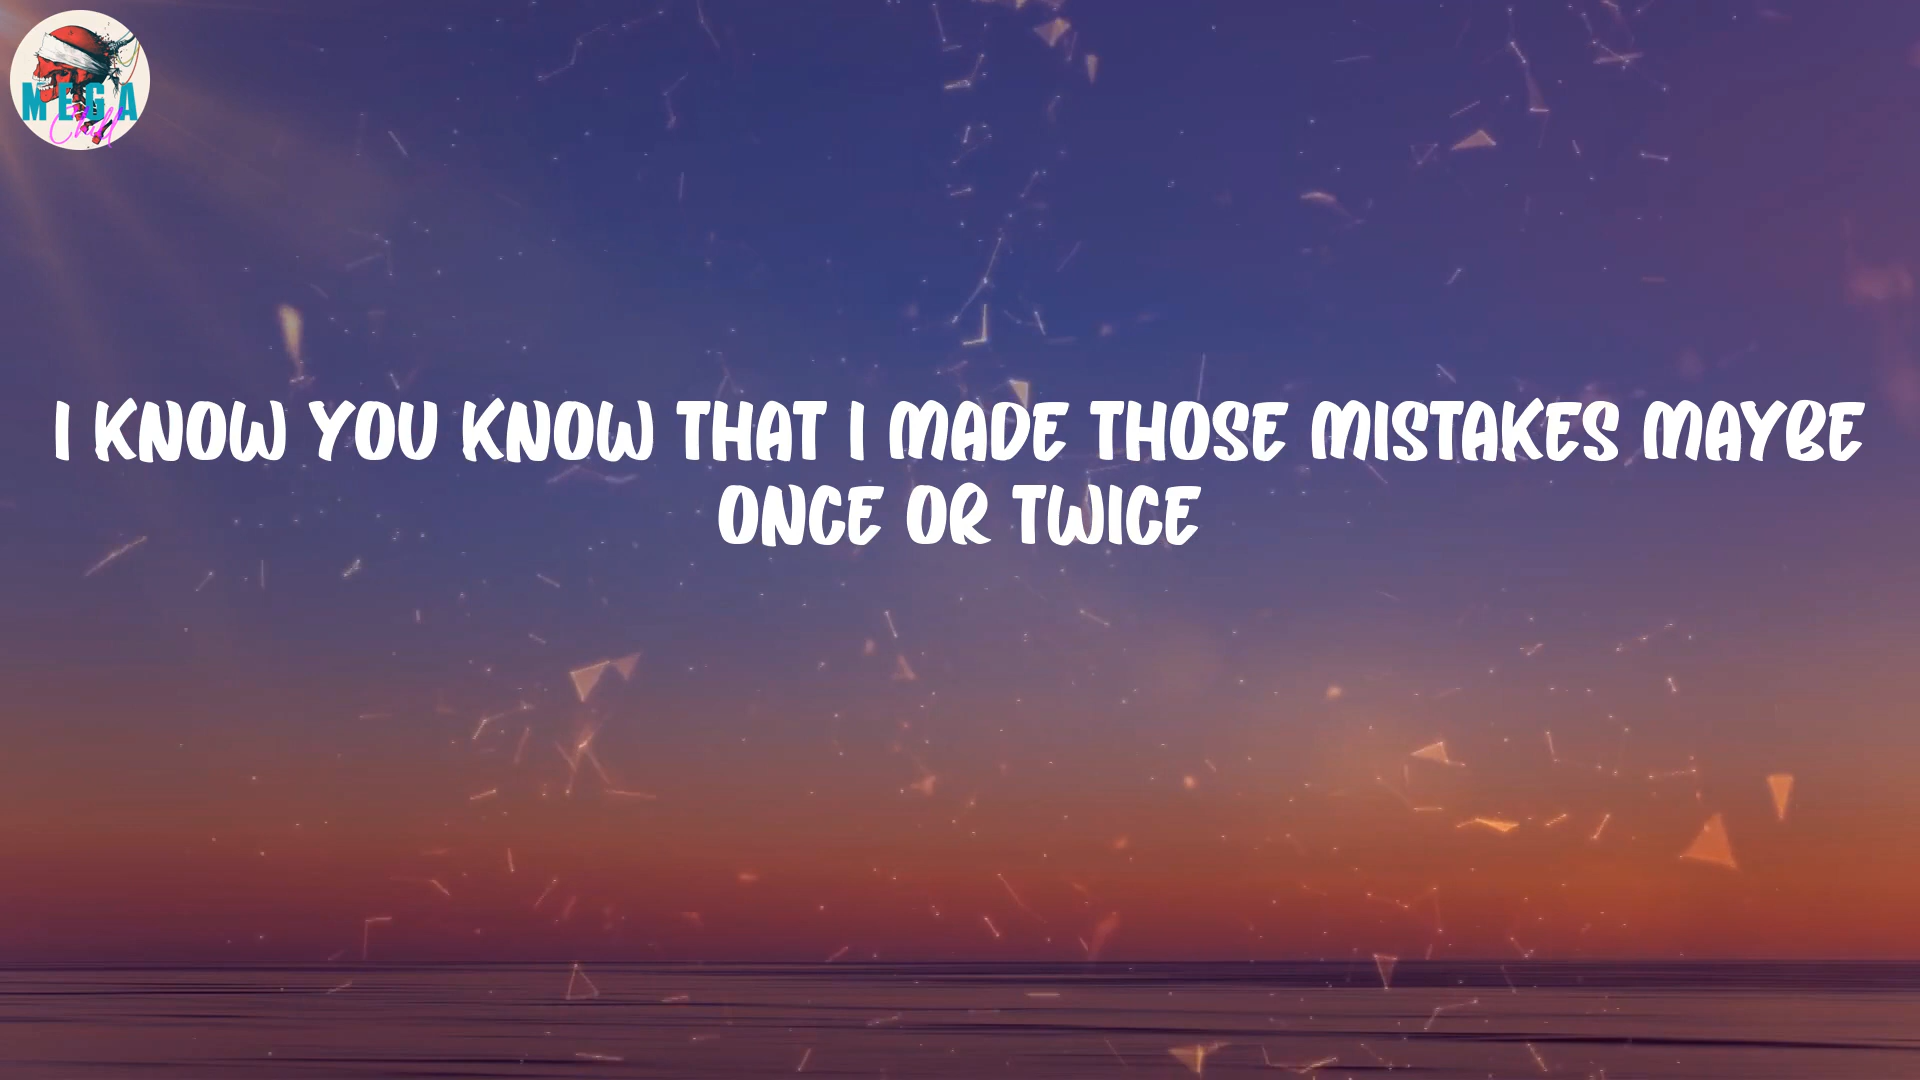 MEGA
Chill
I KNOW YOU KNOW THAT I MADE THOSE MISTAKES MAYBE
ONCE OR TWICE